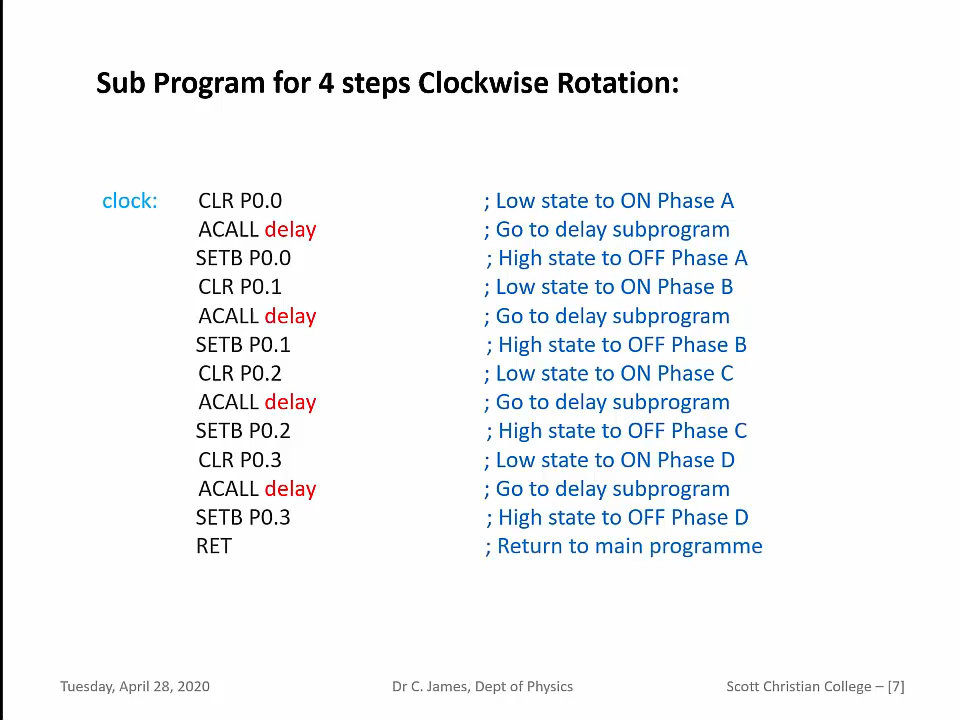 Sub Program for 4 steps Clockwise Rotation:
clock: CLR P0.0 ; Low state to ON Phase A
ACALL delay ; Go to delay subprogram
SETB P0.0 ; High state to OFF Phase A
CLR P0.1 ; Low state to ON Phase B
ACALL delay ; Go to delay subprogram
SETB P0.1 ; High state to OFF Phase B
CLR P0.2 ; Low state to ON Phase C
ACALL delay ; Go to delay subprogram
SETB P0.2 ; High state to OFF Phase C
CLR P0.3 ; Low state to ON Phase D
ACALL delay ; Go to delay subprogram
SETB P0.3 ; High state to OFF Phase D
RET ; Return to main programme
Tuesday, April 28, 2020 Dr C. James, Dept of Physics Scott Christian College – [7]